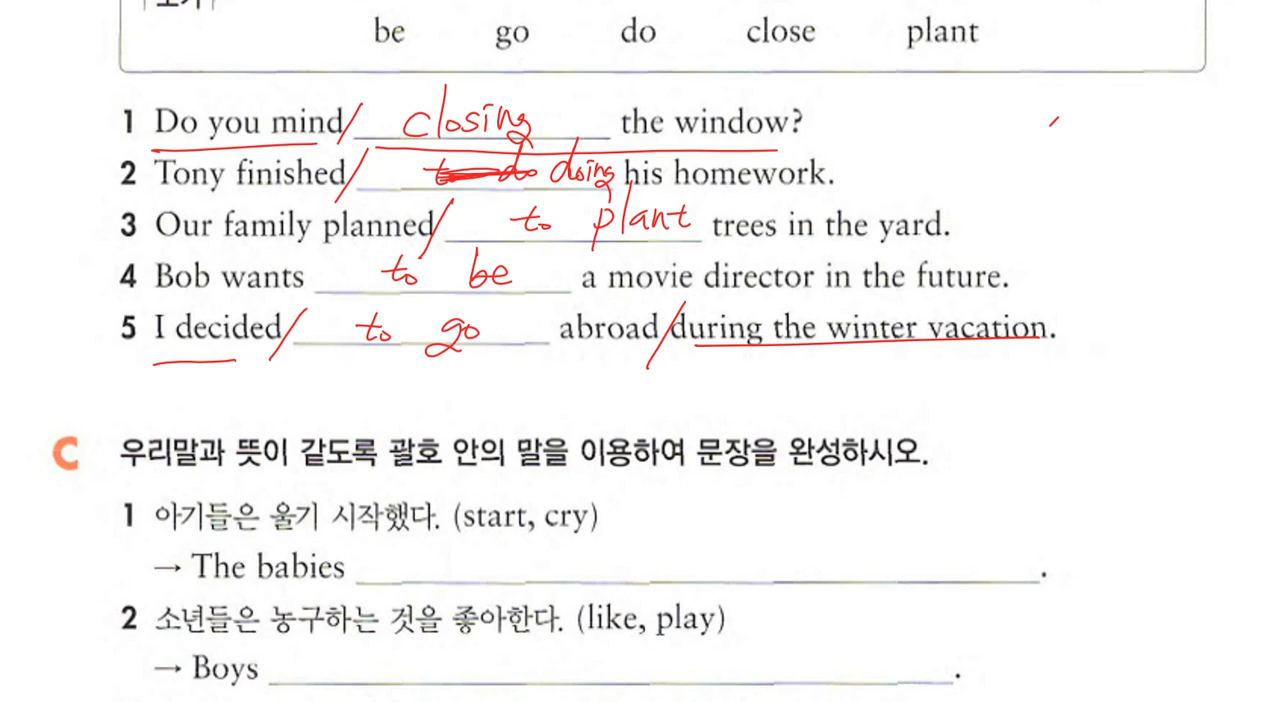 보기
be go do close plant
1 Do you mind / closing the window?
2 Tony finished / to do doing his homework.
3 Our family planned / to plant trees in the yard.
4 Bob wants to be a movie director in the future.
5 I decided / to go abroad / during the winter vacation.
C 우리말과 뜻이 같도록 괄호 안의 말을 이용하여 문장을 완성하시오.
1 아기들은 울기 시작했다. (start, cry)
→ The babies .
2 소년들은 농구하는 것을 좋아한다. (like, play)
→ Boys .